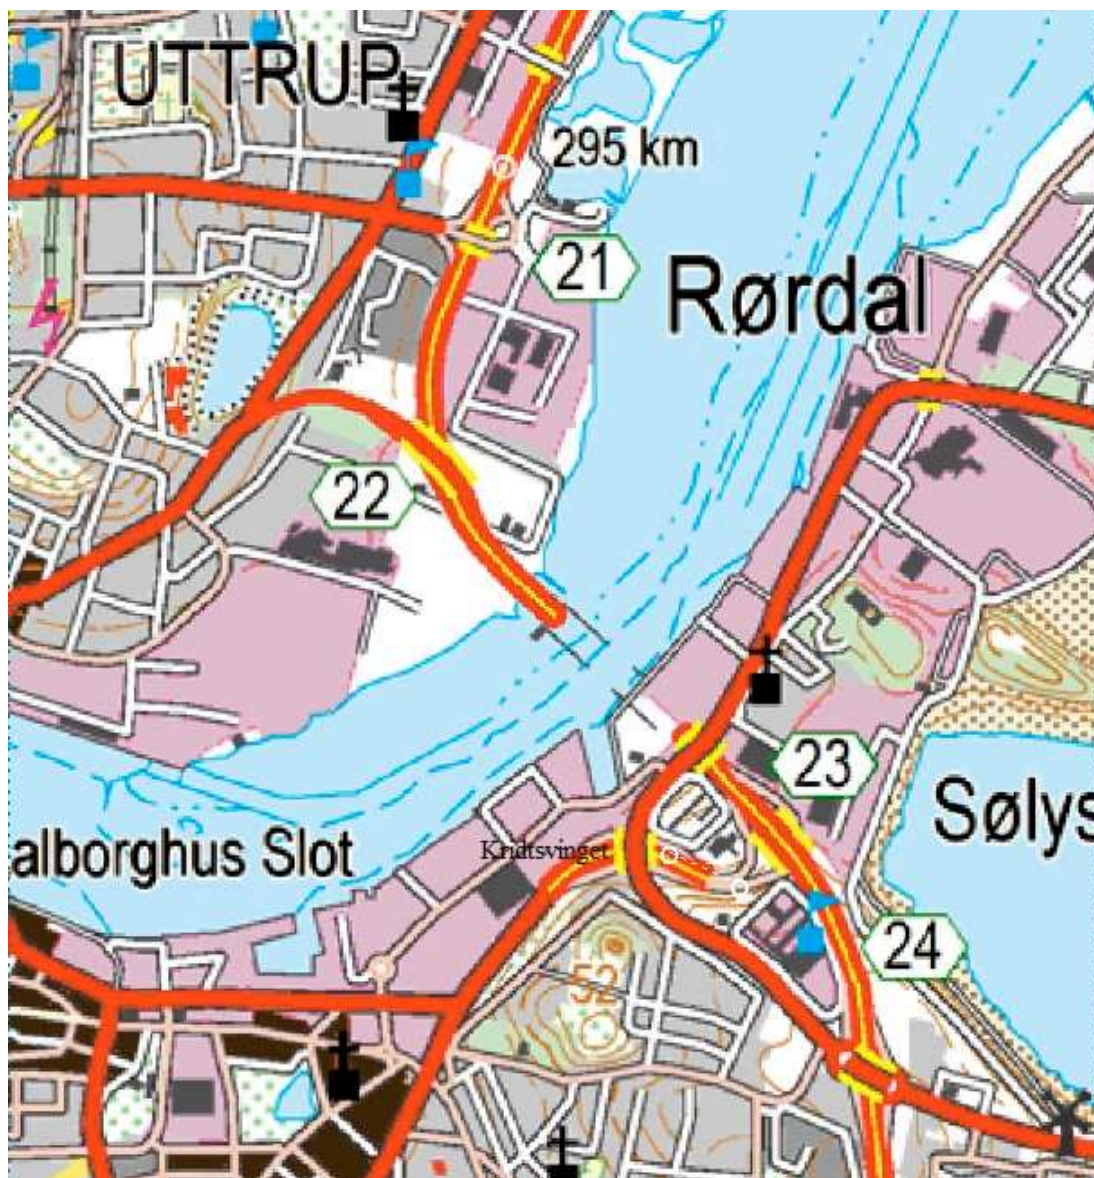 UTTRUP
295 km
21
Rørdal
22
23
Sølys
alborghus Slot
Kridtsvinget
24
52